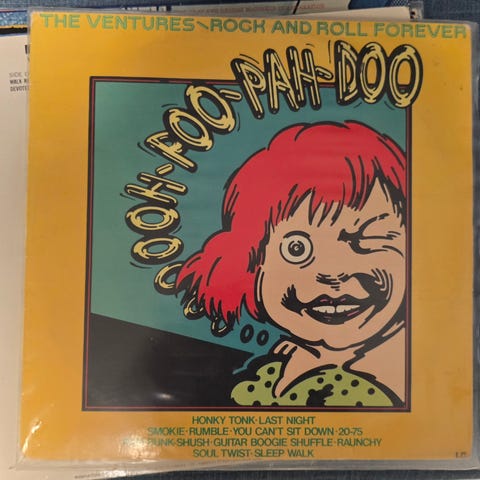 THE VENTURES~ROCK AND ROLL FOREVER
OOH-POO-PAH-DOO
HONKY TONK·LAST NIGHT
SMOKIE·RUMBLE·YOU CAN'T SIT DOWN·20-75
SHUSH·GUITAR BOOGIE SHUFFLE·RAUNCHY
SOUL TWIST·SLEEP WALK